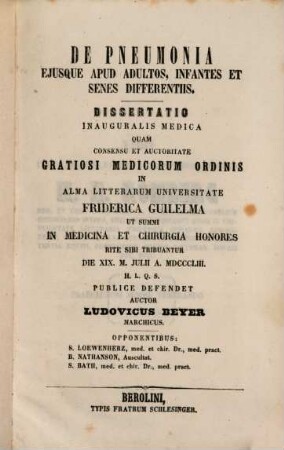 DE PNEUMONIA
EJUSQUE APUD ADULTOS, INFANTES ET
SENES DIFFERENTIIS.
DISSERTATIO
INAUGURALIS MEDICA
QUAM
CONSENSU ET AUCTORITATE
GRATIOSI MEDICORUM ORDINIS
IN
ALMA LITTERARUM UNIVERSITATE
FRIDERICA GUILELMA
UT SUMMI
IN MEDICINA ET CHIRURGIA HONORES
RITE SIBI TRIBUANTUR
DIE XIX. M. JULII A. MDCCCLIII.
H. L. Q. S.
PUBLICE DEFENDET
AUCTOR
LUDOVICUS BEYER
MARCHICUS.
OPPONENTIBUS:
S. LOEWENHERZ, med. et chir. Dr., med. pract.
B. NATHANSON, Auscultat.
S. BATH, med. et chir. Dr., med. pract.
BEROLINI,
TYPIS FRATRUM SCHLESINGER.